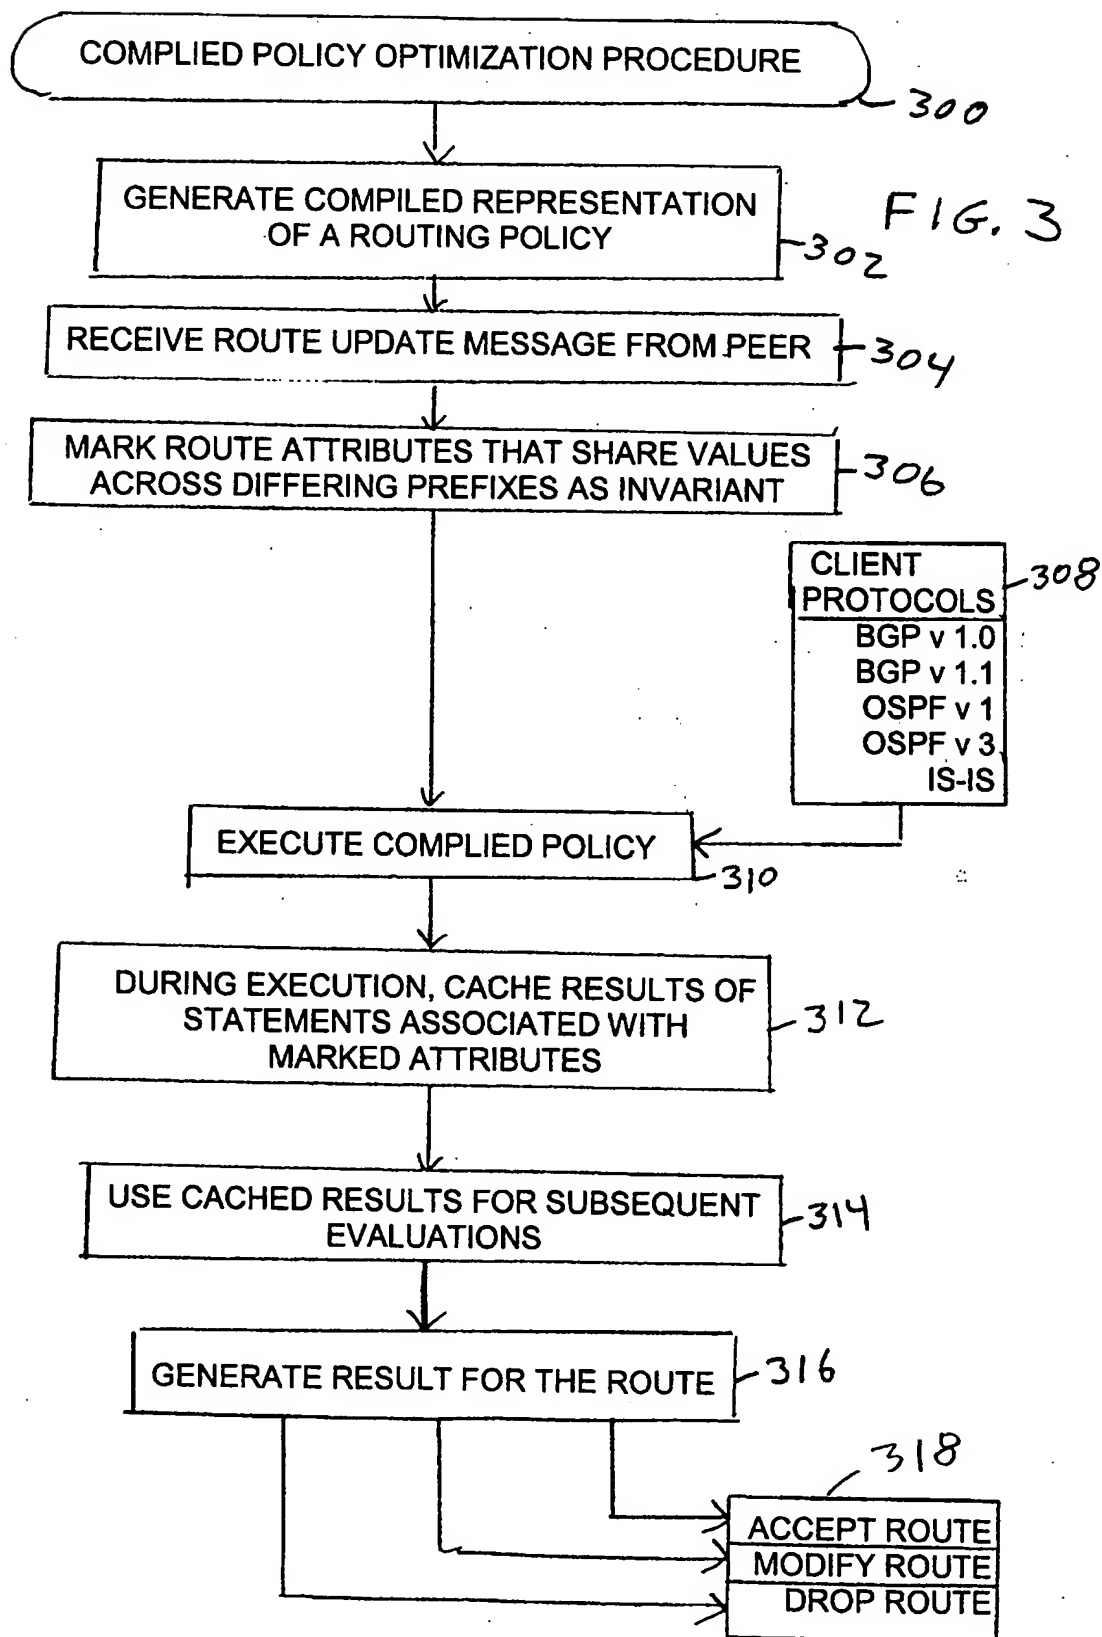 COMPLIED POLICY OPTIMIZATION PROCEDURE
300
GENERATE COMPILED REPRESENTATION
OF A ROUTING POLICY
302
FIG. 3
RECEIVE ROUTE UPDATE MESSAGE FROM PEER
304
MARK ROUTE ATTRIBUTES THAT SHARE VALUES
ACROSS DIFFERING PREFIXES AS INVARIANT
306
CLIENT
PROTOCOLS
308
BGP v 1.0
BGP v 1.1
OSPF v 1
OSPF v 3
IS-IS
EXECUTE COMPLIED POLICY
310
DURING EXECUTION, CACHE RESULTS OF
STATEMENTS ASSOCIATED WITH
MARKED ATTRIBUTES
312
USE CACHED RESULTS FOR SUBSEQUENT
EVALUATIONS
314
GENERATE RESULT FOR THE ROUTE
316
318
ACCEPT ROUTE
MODIFY ROUTE
DROP ROUTE